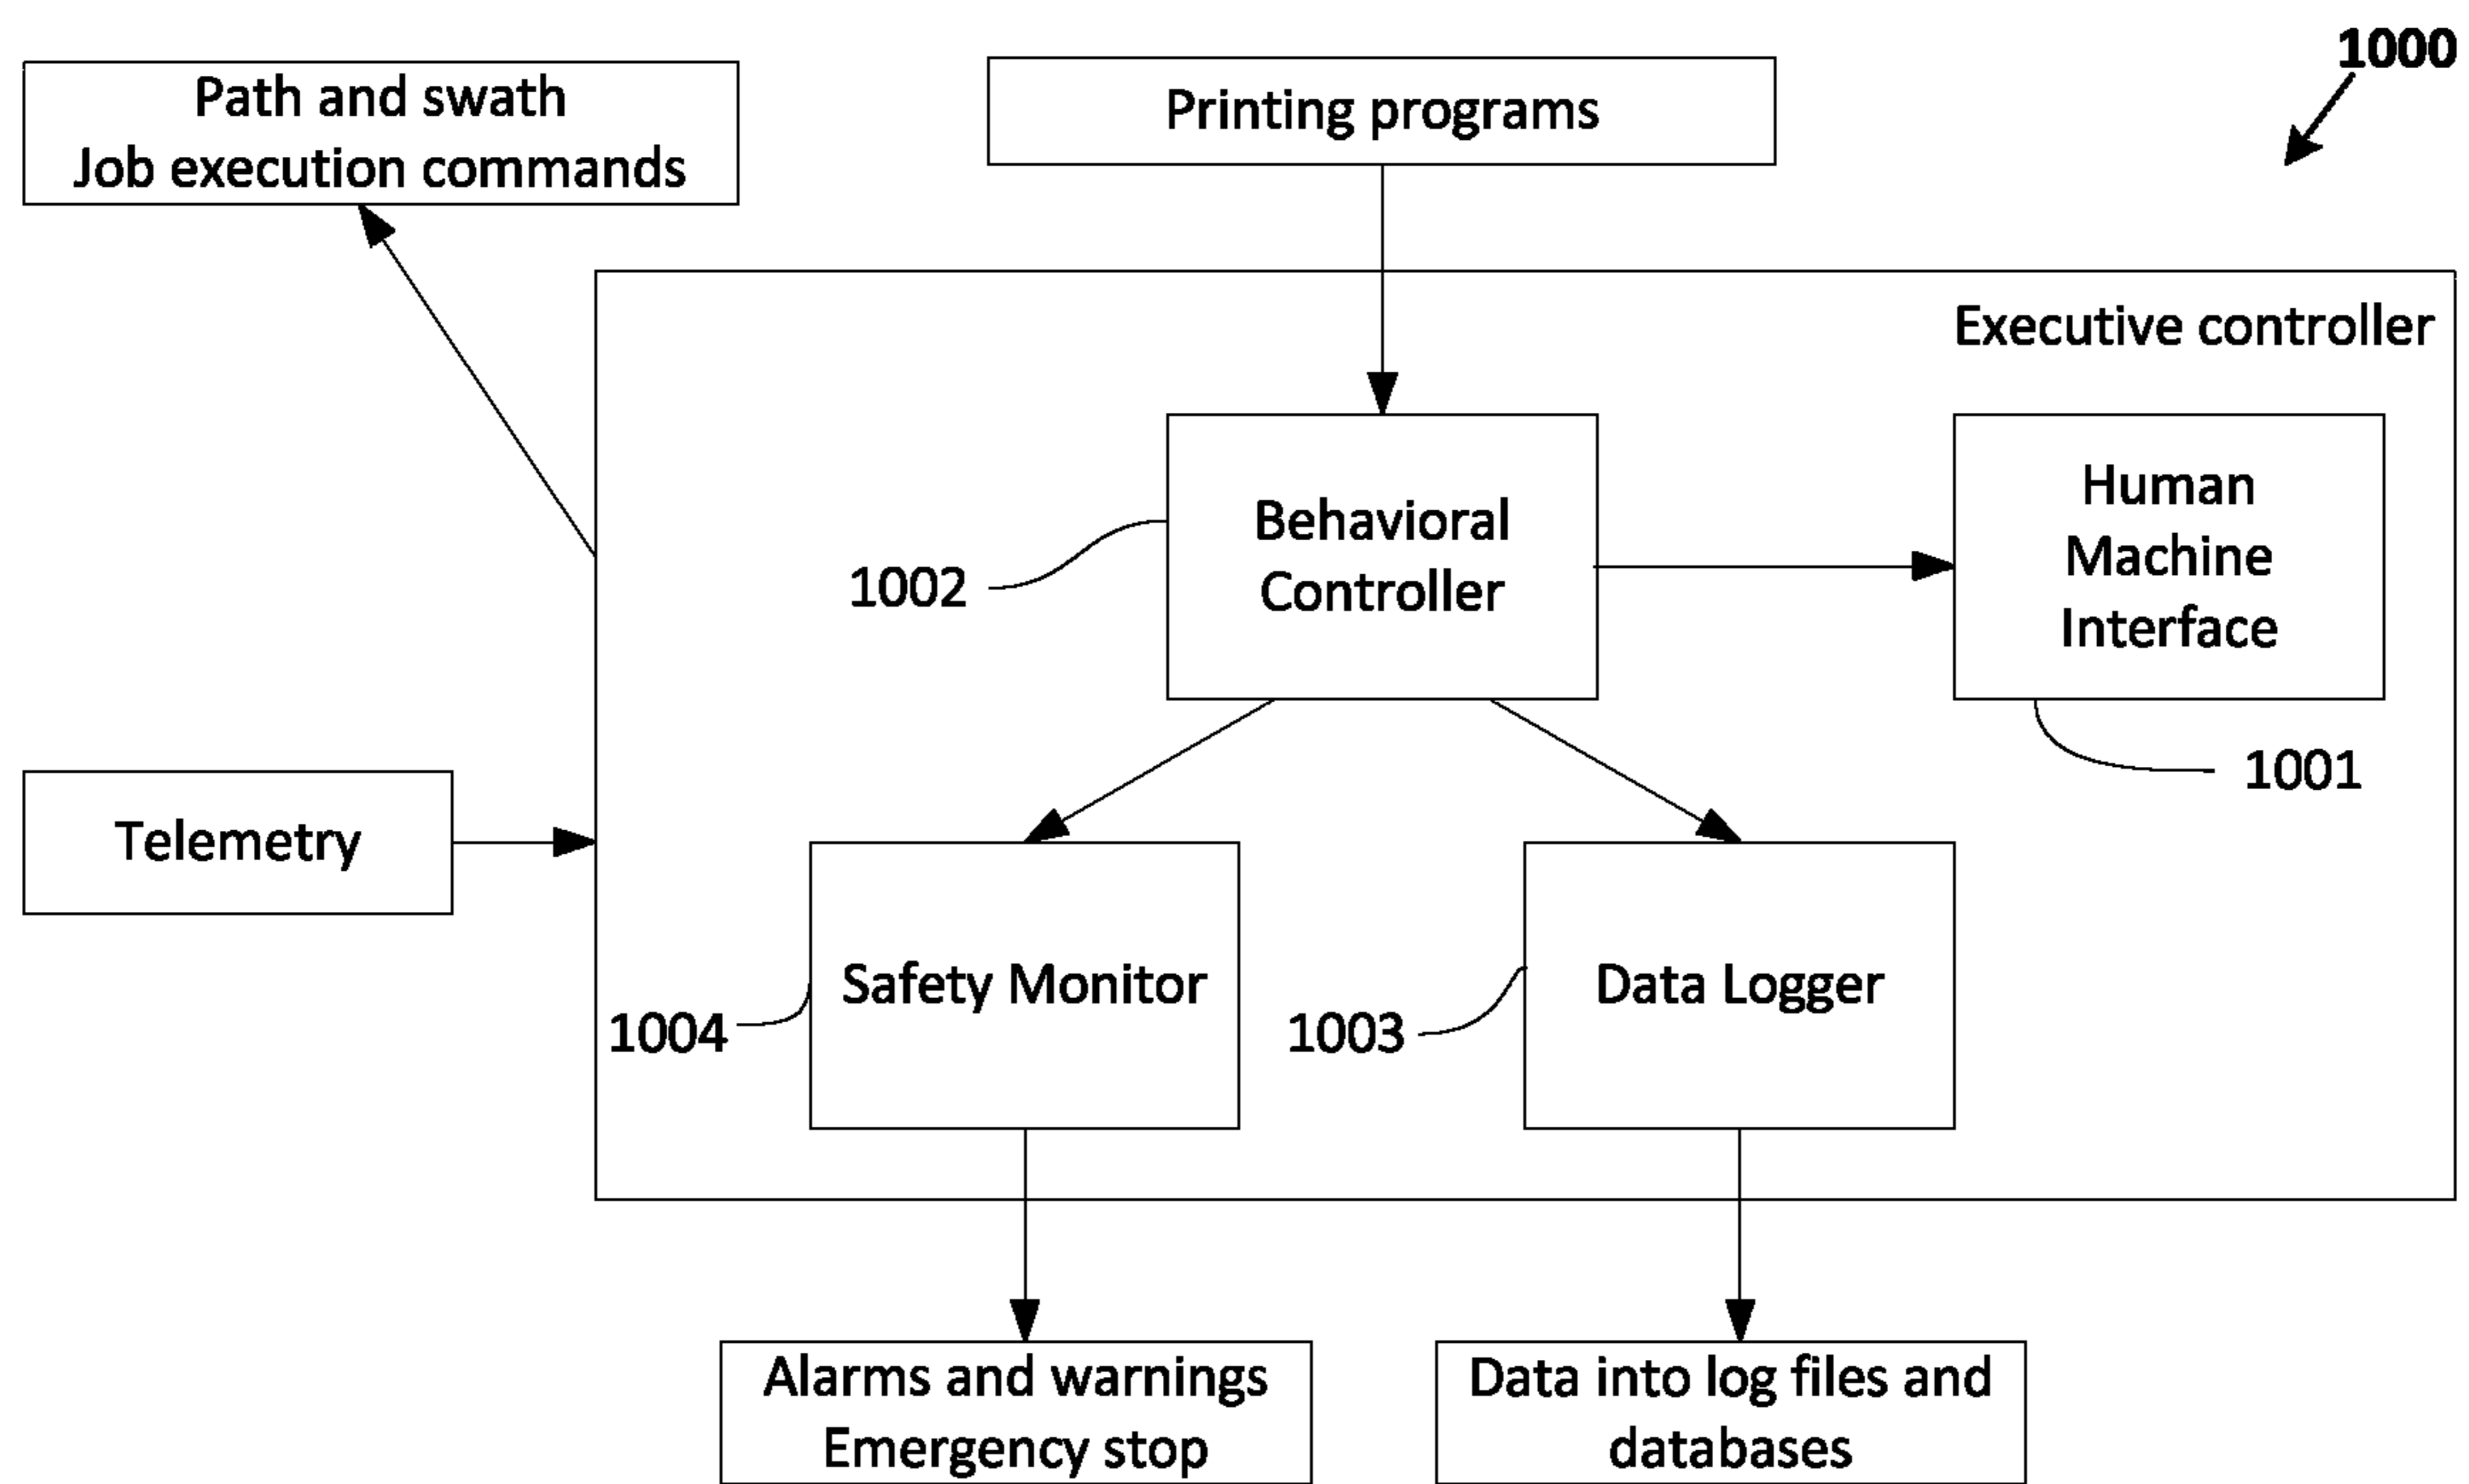 1000
Path and swath
Job execution commands
Printing programs
Executive controller
Behavioral
Controller
1002
Human
Machine
Interface
1001
Telemetry
Safety Monitor
1004
Data Logger
1003
Alarms and warnings
Emergency stop
Data into log files and
databases